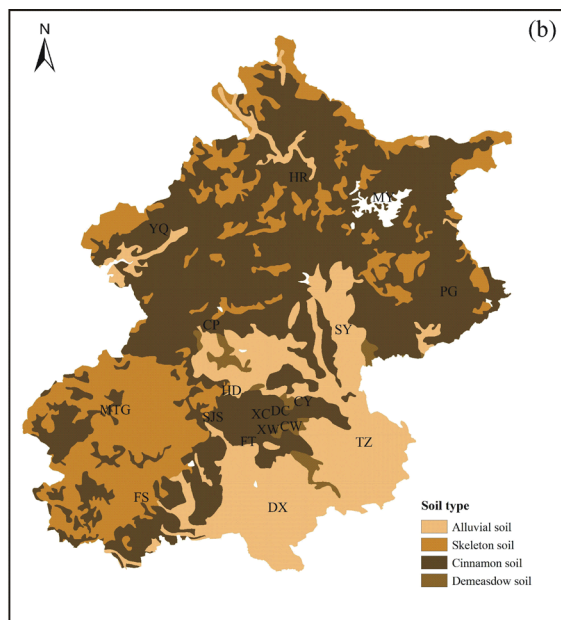 N
(b)
HR
MY
YQ
PG
SY
CP
HD
MTG
CY
SJS
XC
DC
XW
CW
FT
TZ
FS
DX
Soil type
Alluvial soil
Skeleton soil
Cinnamon soil
Demeasdow soil